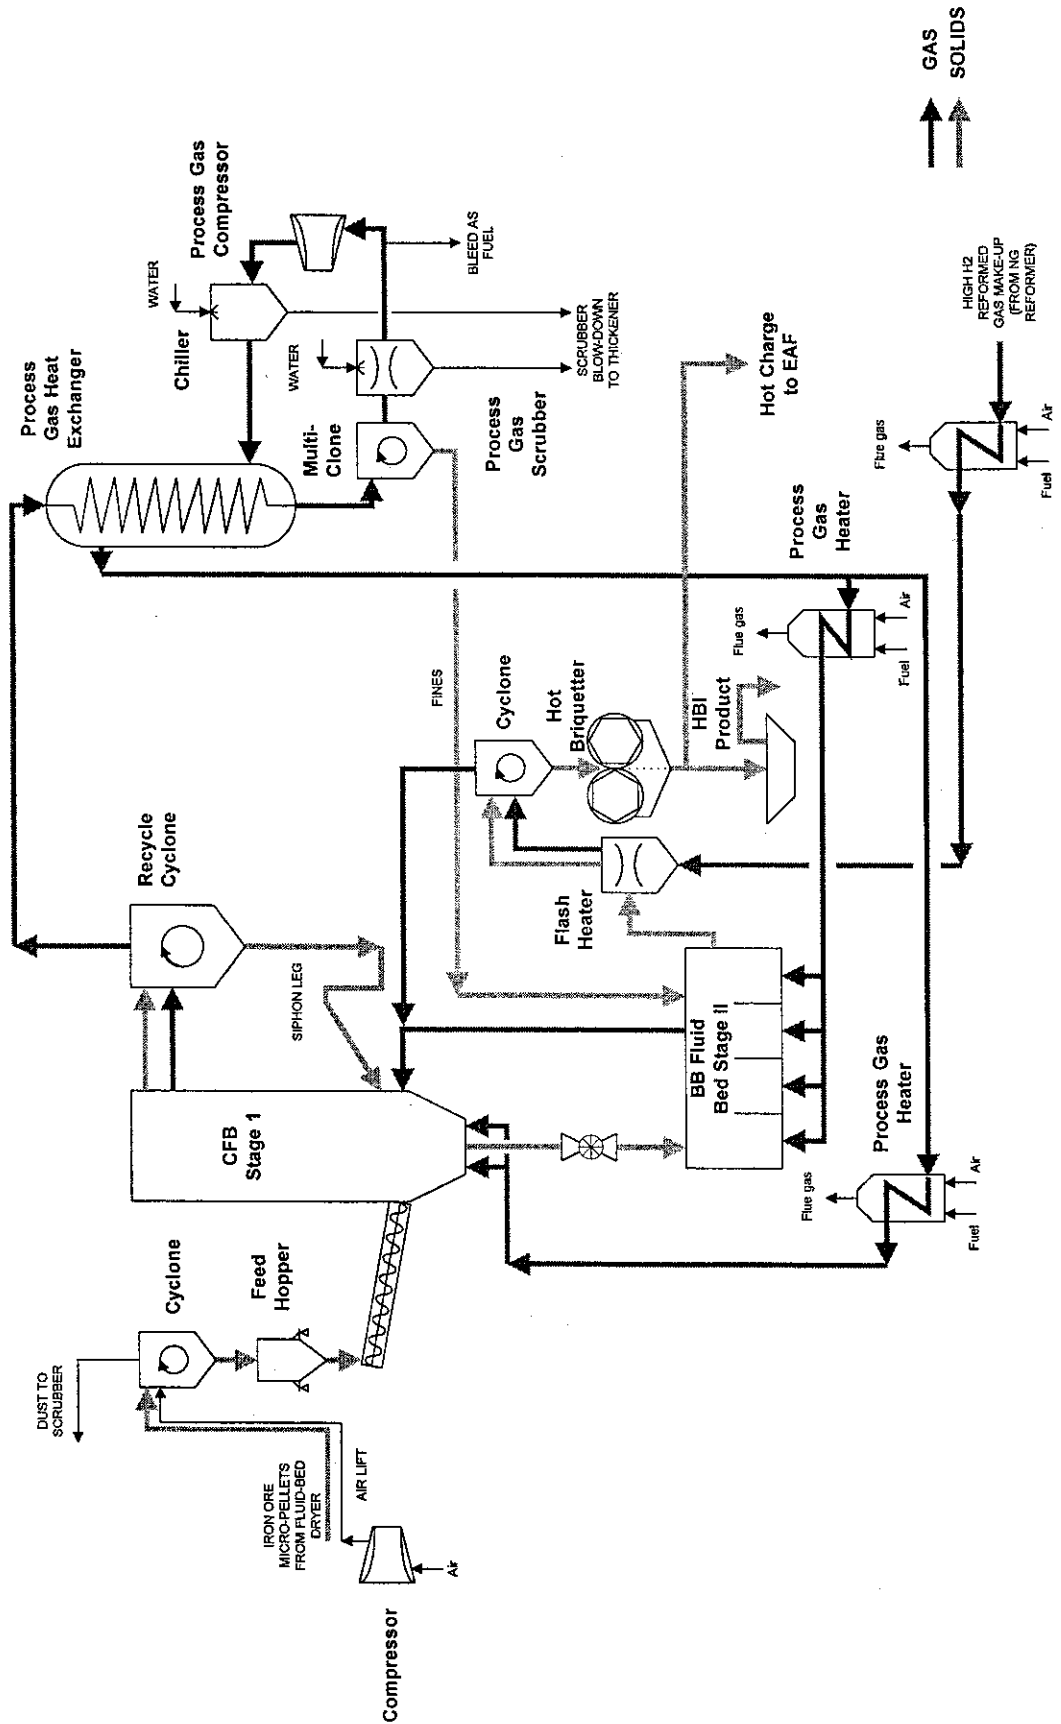 DUST TO
SCRUBBER
IRON ORE
MICRO-PELLETS
FROM FLUID-BED
DRYER
AIR LIFT
Air
Compressor
Cyclone
Feed
Hopper
CFB
Stage 1
Recycle
Cyclone
SIPHON LEG
Process
Gas Heat
Exchanger
Chiller
WATER
Process Gas
Compressor
Multi-
Clone
WATER
Process
Gas
Scrubber
BLEED AS
FUEL
SCRUBBER
BLOW-DOWN
TO THICKENER
FINES
Cyclone
Hot
Briquetter
Flash
Heater
HBI
Product
Hot Charge
to EAF
BB Fluid
Bed Stage II
Process Gas
Heater
Flue gas
Fuel
Air
Process
Gas
Heater
Flue gas
Fuel
Air
Flue gas
Fuel
Air
HIGH H2
REFORMED
GAS MAKE-UP
(FROM NG
REFORMER)
GAS
SOLIDS